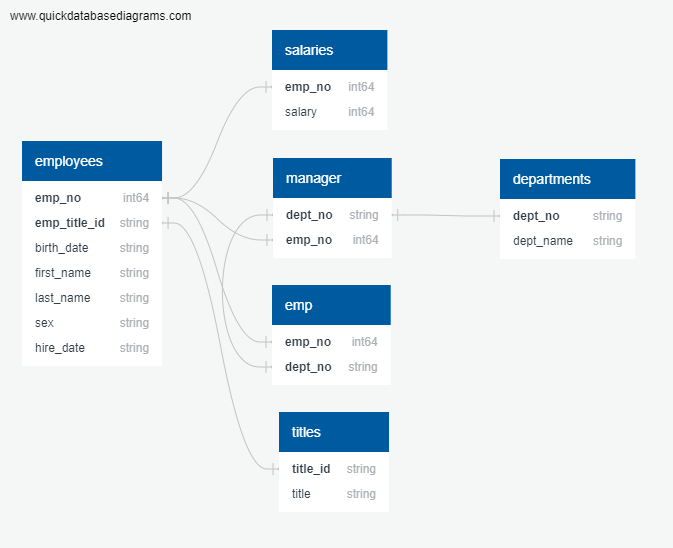 www.quickdatabasediagrams.com
salaries
emp_no int64
salary int64
employees
emp_no int64
emp_title_id string
birth_date string
first_name string
last_name string
sex string
hire_date string
manager
dept_no string
emp_no int64
departments
dept_no string
dept_name string
emp
emp_no int64
dept_no string
titles
title_id string
title string